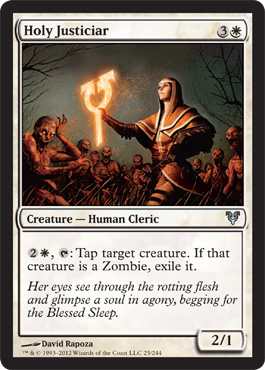 Holy Justiciar 3
Creature — Human Cleric
2 , : Tap target creature. If that
creature is a Zombie, exile it.
Her eyes see through the rotting flesh
and glimpse a soul in agony, begging for
the Blessed Sleep.
David Rapoza
2/1
™ & © 1993–2012 Wizards of the Coast LLC 25/244